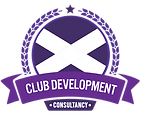 CLUB DEVELOPMENT
• CONSULTANCY •